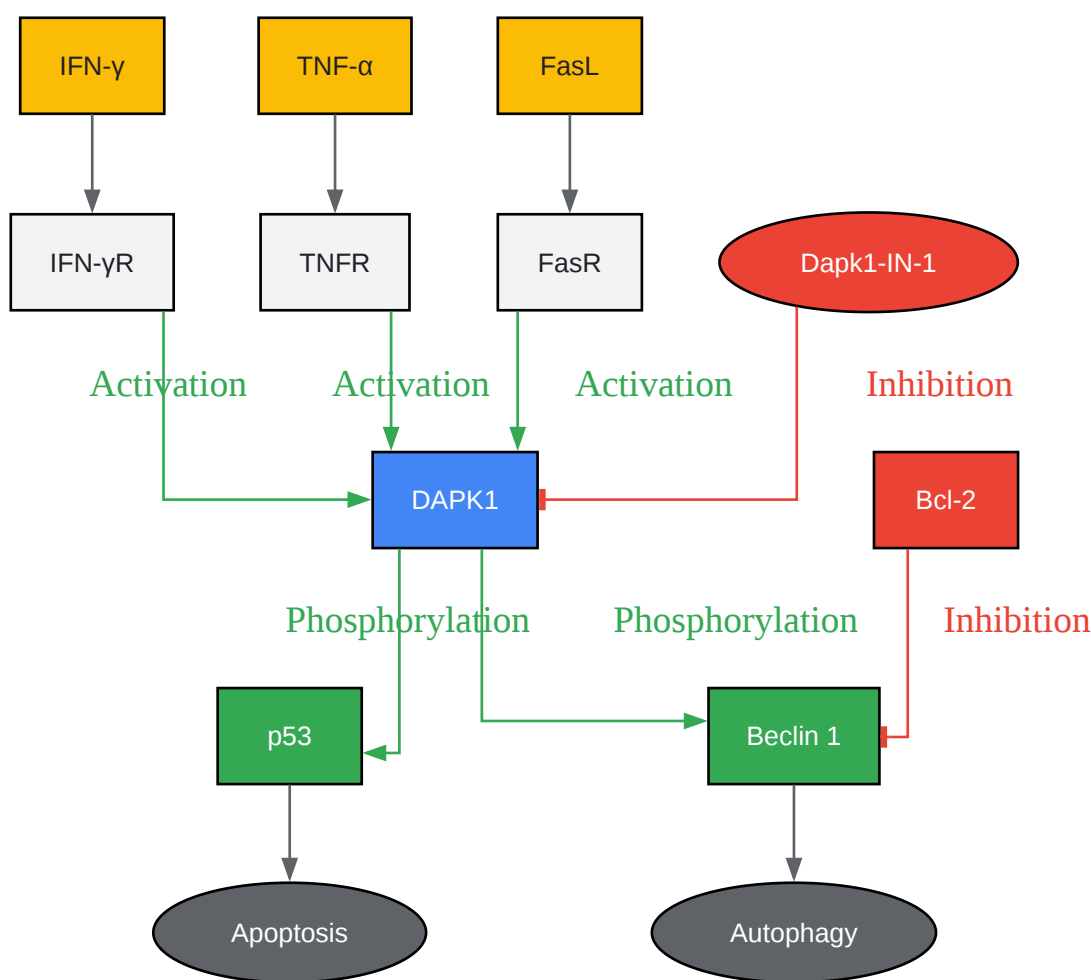 IFN-γ
TNF-α
FasL
IFN-γR
TNFR
FasR
Dapk1-IN-1
Activation
Activation
Activation
Inhibition
DAPK1
Bcl-2
Phosphorylation
Phosphorylation
Inhibition
p53
Beclin 1
Apoptosis
Autophagy